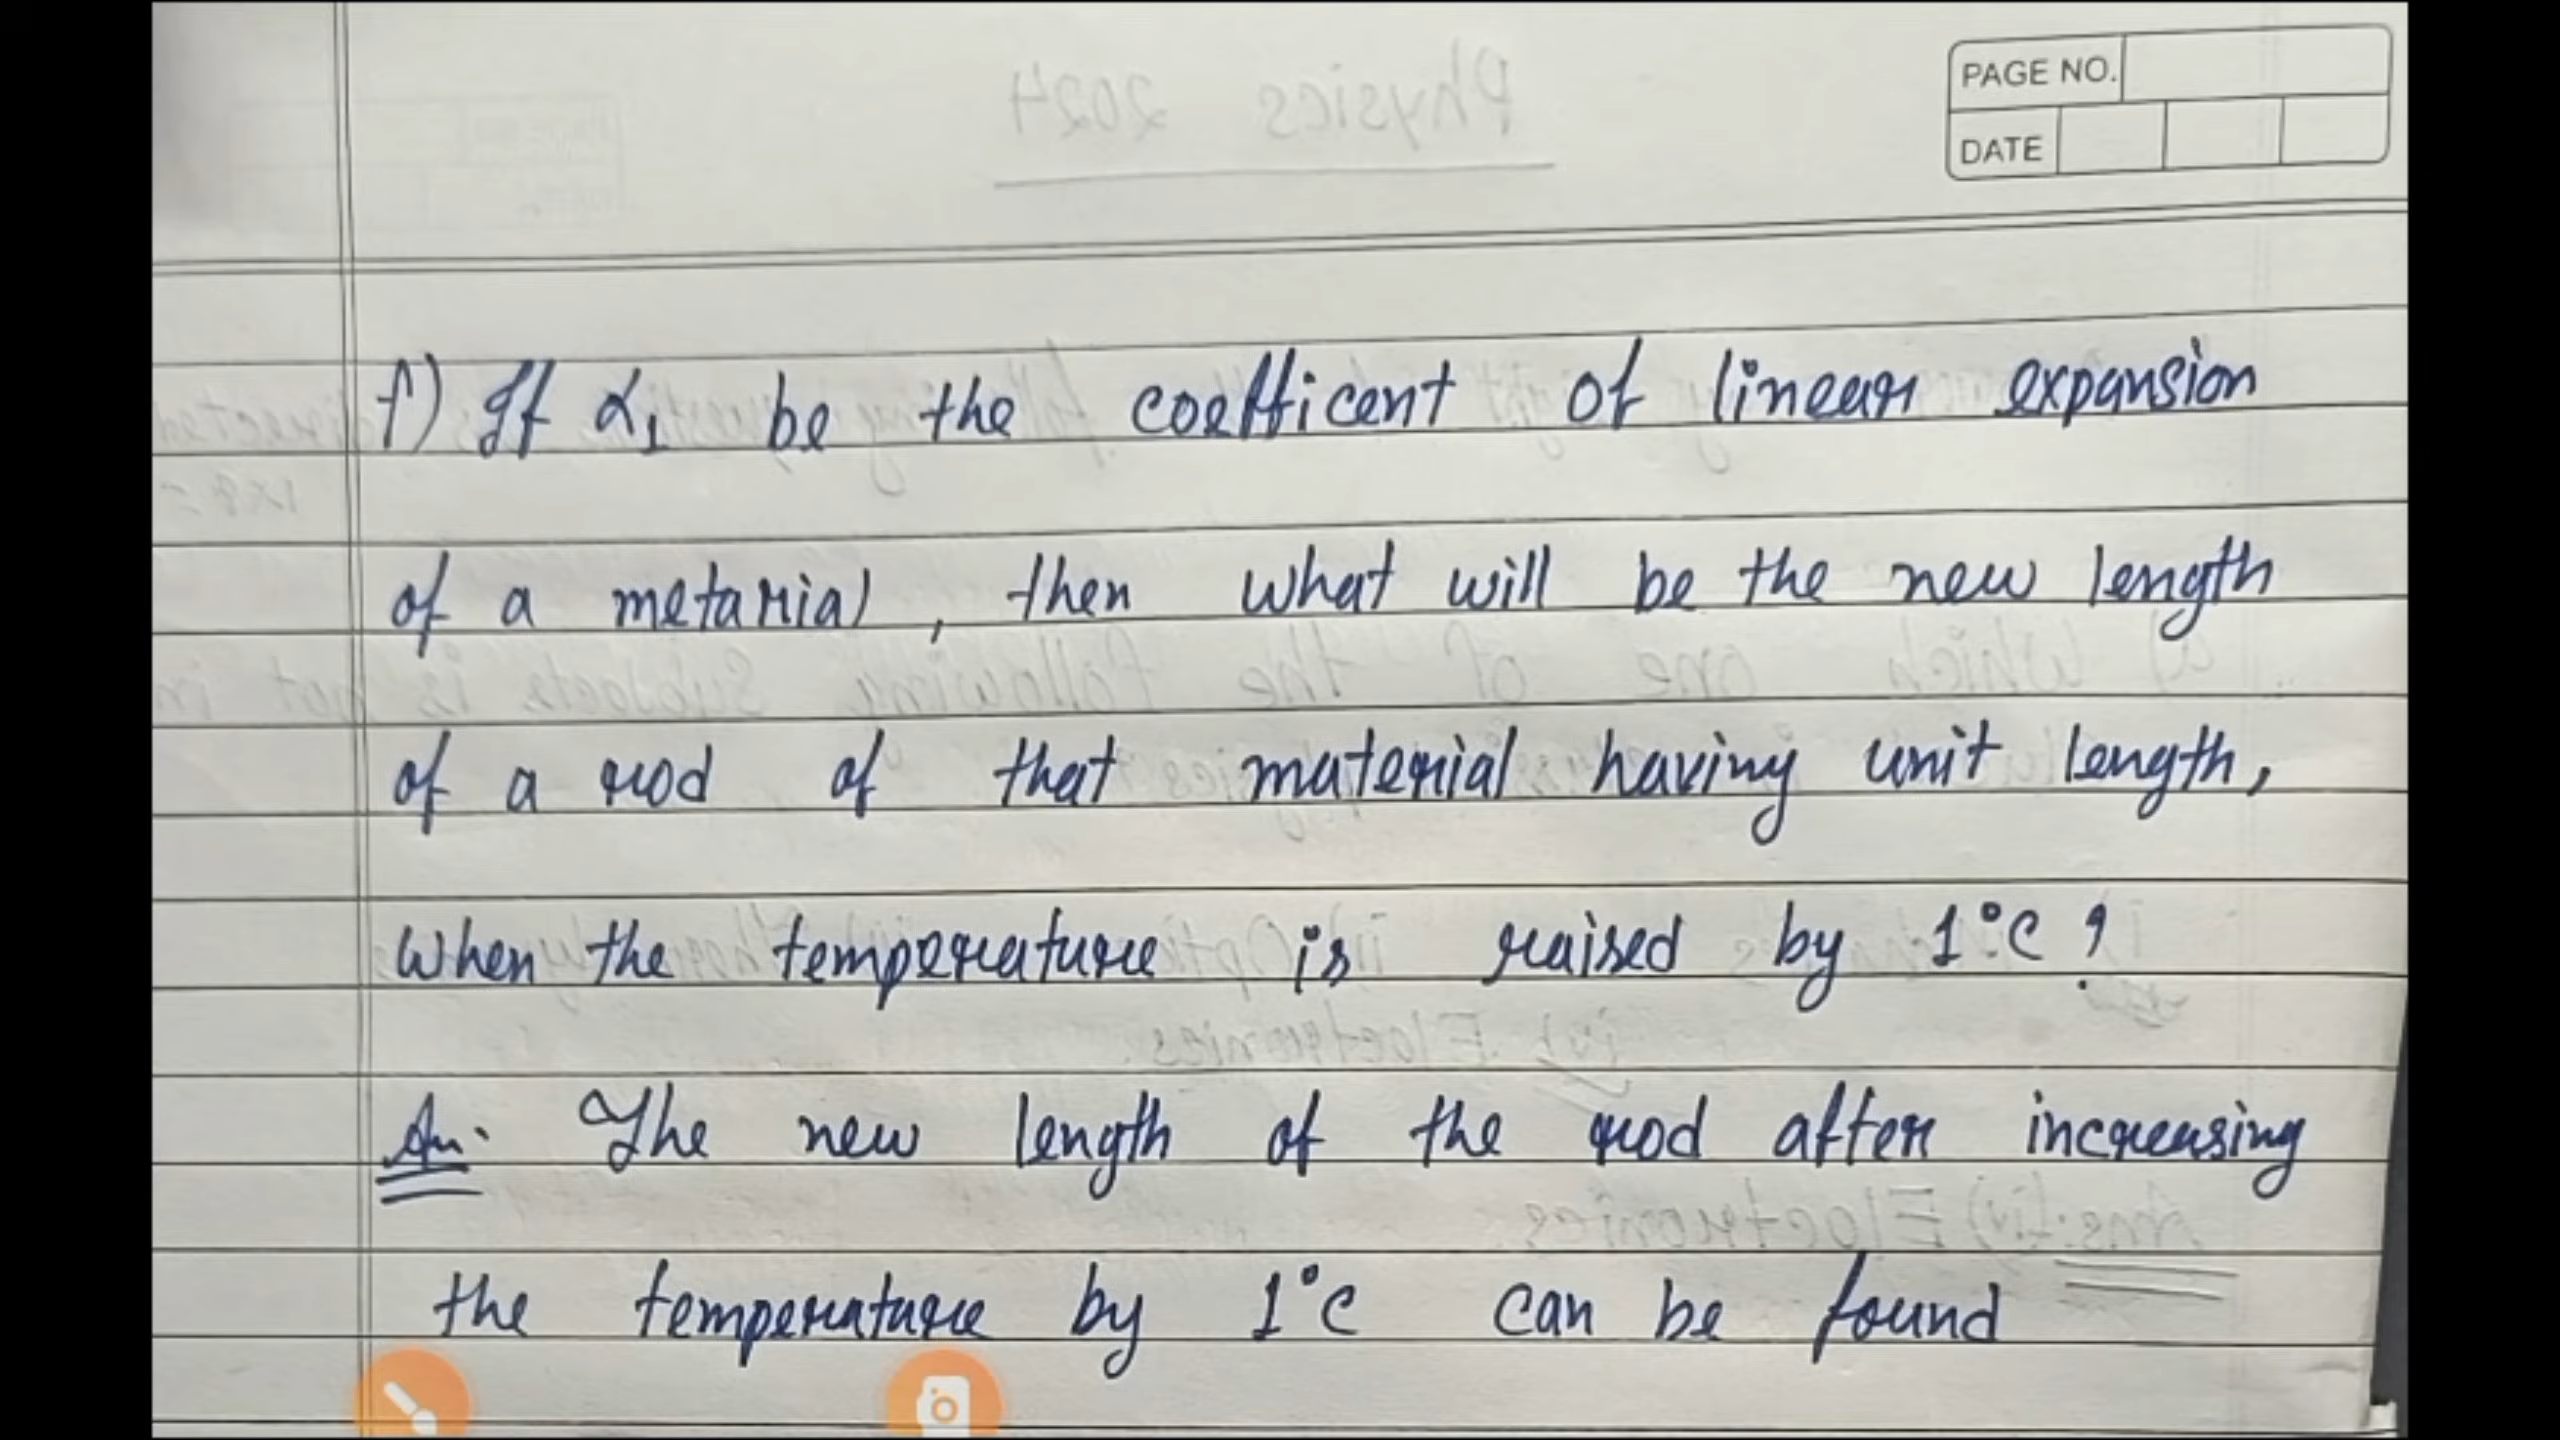 PAGE NO.
DATE
Physics 2024
f) If α₁ be the coefficent of linear expansion
of a metarial, then what will be the new length
of a rod of that material having unit length,
when the temperature is raised by 1°C?
An. The new length of the rod after increasing
the temperature by 1°C can be found